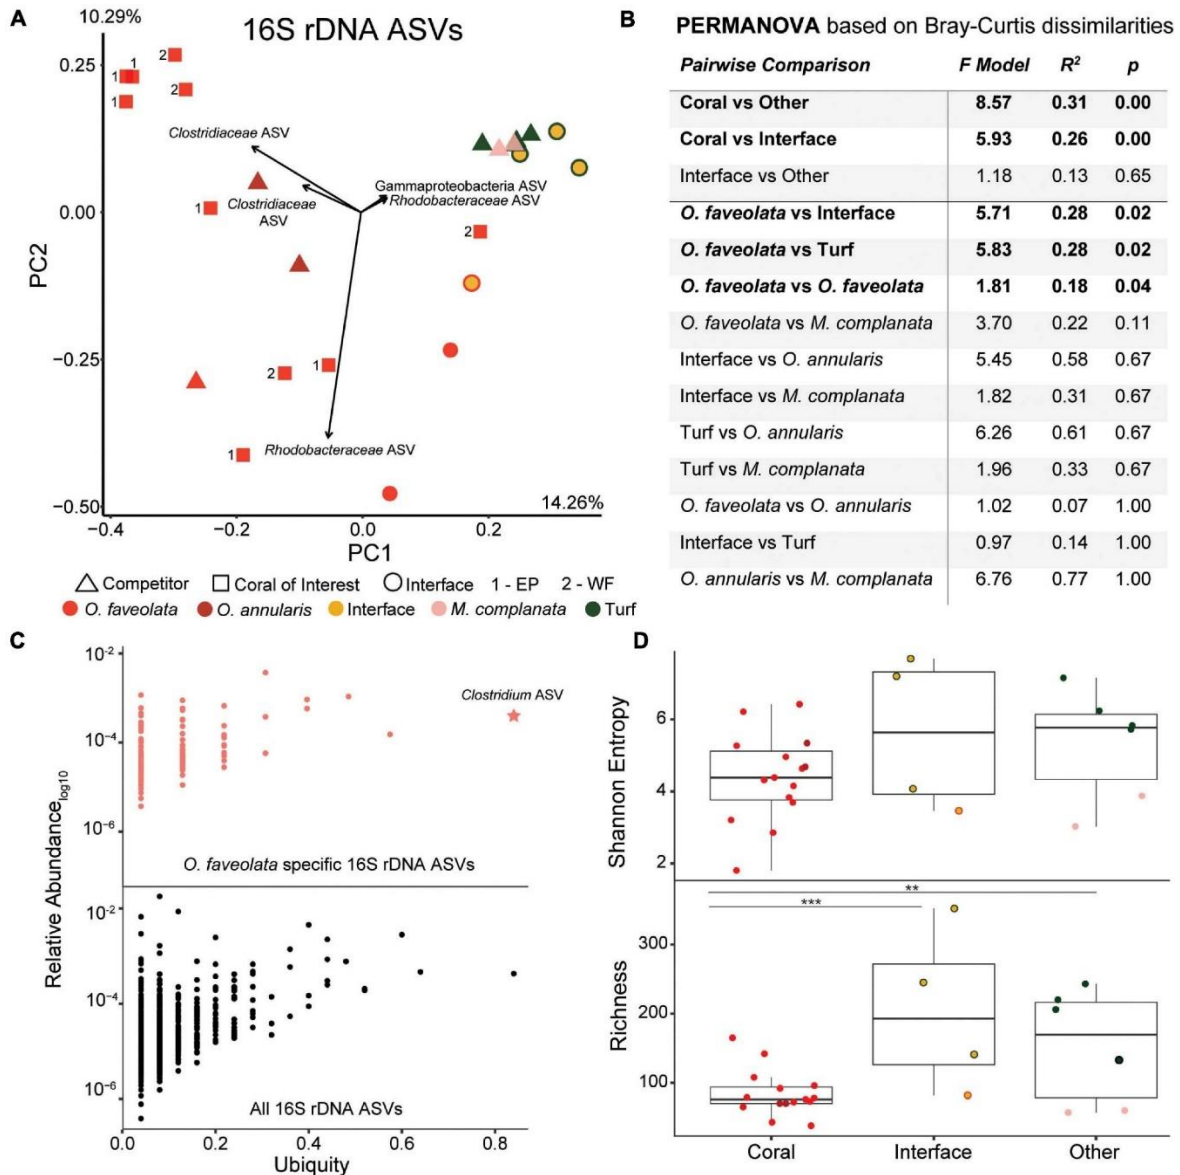 A
10.29%
16S rDNA ASVs
0.25
0.00
−0.25
−0.50
PC2
1
1
2
1
2
Clostridiaceae ASV
1
Clostridiaceae
ASV
Gammaproteobacteria ASV
Rhodobacteraceae ASV
2
2
1
1
Rhodobacteraceae ASV
14.26%
−0.4
−0.2
0.0
0.2
PC1
Competitor Coral of Interest Interface 1 - EP 2 - WF
O. faveolata O. annularis Interface M. complanata Turf
B
PERMANOVA based on Bray-Curtis dissimilarities
Pairwise Comparison F Model R² p
Coral vs Other 8.57 0.31 0.00
Coral vs Interface 5.93 0.26 0.00
Interface vs Other 1.18 0.13 0.65
O. faveolata vs Interface 5.71 0.28 0.02
O. faveolata vs Turf 5.83 0.28 0.02
O. faveolata vs O. faveolata 1.81 0.18 0.04
O. faveolata vs M. complanata 3.70 0.22 0.11
Interface vs O. annularis 5.45 0.58 0.67
Interface vs M. complanata 1.82 0.31 0.67
Turf vs O. annularis 6.26 0.61 0.67
Turf vs M. complanata 1.96 0.33 0.67
O. faveolata vs O. annularis 1.02 0.07 1.00
Interface vs Turf 0.97 0.14 1.00
O. annularis vs M. complanata 6.76 0.77 1.00
C
Relative Abundance log10
10⁻²
10⁻⁴
10⁻⁶
Clostridium ASV
O. faveolata specific 16S rDNA ASVs
10⁻²
10⁻⁴
10⁻⁶
All 16S rDNA ASVs
0.0
0.2
0.4
0.6
0.8
Ubiquity
D
Shannon Entropy
6
4
2
**
***
Richness
300
200
100
Coral
Interface
Other